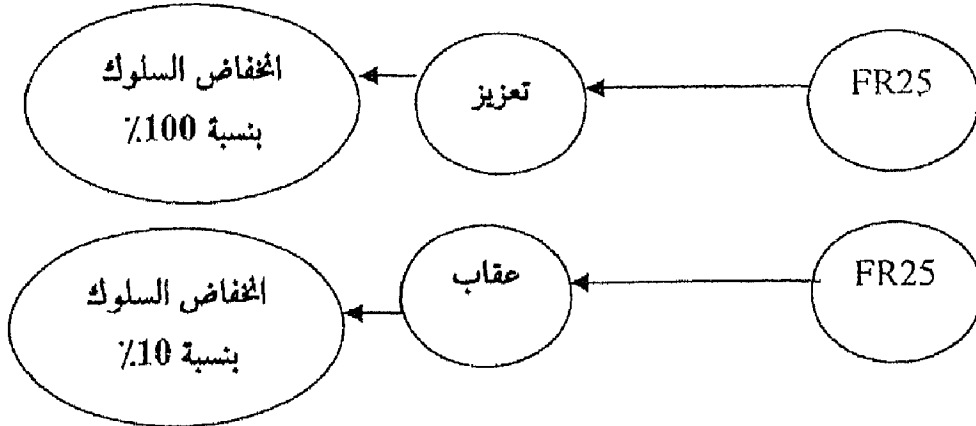 FR25
تعزيز
انخفاض السلوك
بنسبة 100٪
FR25
عقاب
انخفاض السلوك
بنسبة 10٪